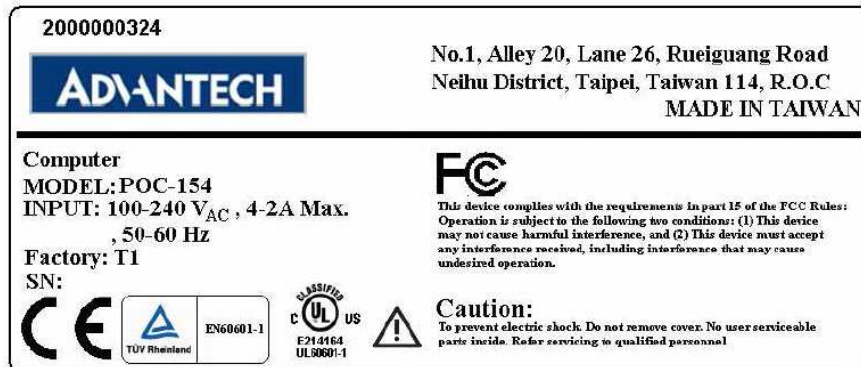 2000000324
ADVANTECH
No.1, Alley 20, Lane 26, Rueiguang Road
Neihu District, Taipei, Taiwan 114, R.O.C
MADE IN TAIWAN
Computer
MODEL: POC-154
INPUT: 100-240 VAC , 4-2A Max.
, 50-60 Hz
Factory: T1
SN:
CE
TÜV Rheinland
EN60601-1
CLASSIFIED
C UL US
E214164
UL60601-1
FC
This device complies with the requirements in part 15 of the FCC Rules:
Operation is subject to the following two conditions: (1) This device
may not cause harmful interference, and (2) This device must accept
any interference received, including interference that may cause
undesired operation.
Caution:
To prevent electric shock. Do not remove cover. No user serviceable
parts inside. Refer servicing to qualified personnel